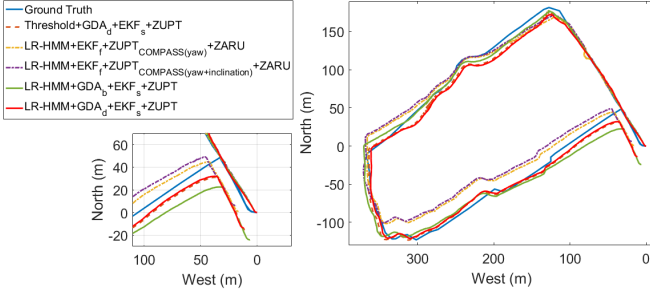 Ground Truth
Threshold+GDA_d+EKF_s+ZUPT
LR-HMM+EKF_f+ZUPT_COMPASS(yaw)+ZARU
LR-HMM+EKF_f+ZUPT_COMPASS(yaw+inclination)+ZARU
LR-HMM+GDA_b+EKF_s+ZUPT
LR-HMM+GDA_d+EKF_s+ZUPT
North (m)
60
40
20
0
-20
100
50
0
West (m)
North (m)
200
150
100
50
0
-50
-100
300
200
100
0
West (m)